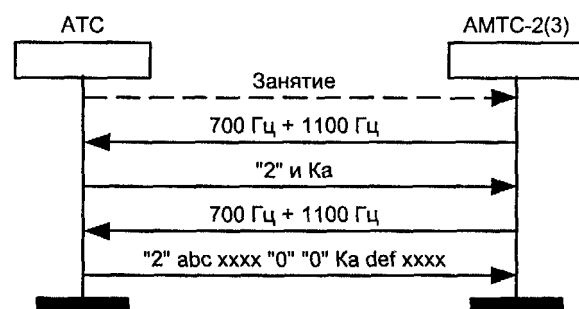 АТС
АМТС-2(3)
Занятие
700 Гц + 1100 Гц
"2" и Ка
700 Гц + 1100 Гц
"2" abc xxxx "0" "0" Ка def xxxx